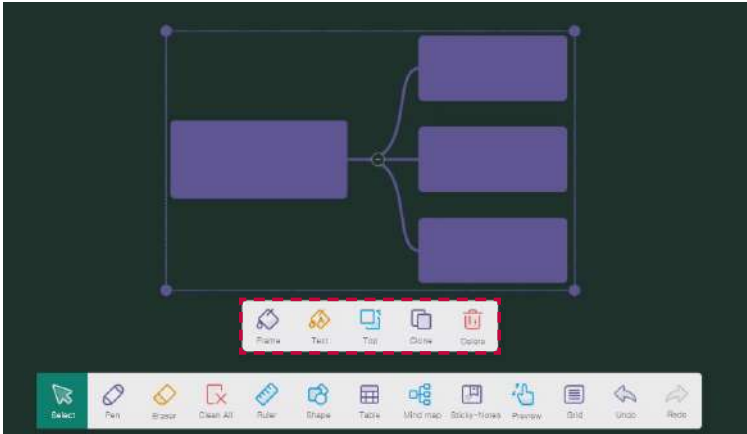 Frame Text Top Clone Delete
Select Pen Eraser Clean All Ruler Shape Table Mind map Sticky-Notes Preview Grid Undo Redo